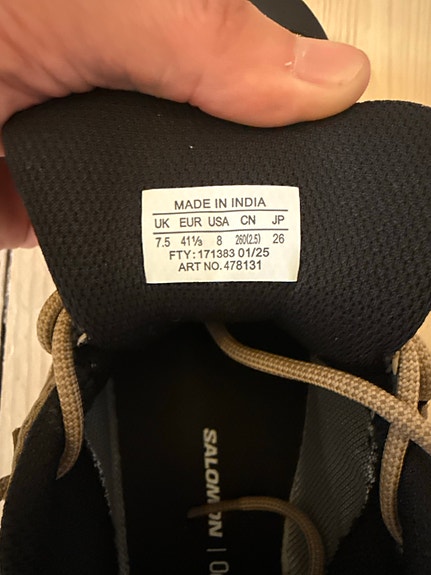 MADE IN INDIA
UK EUR USA CN JP
7.5 41⅓ 8 260(2.5) 26
FTY: 171383 01/25
ART NO. 478131
SALOMON |